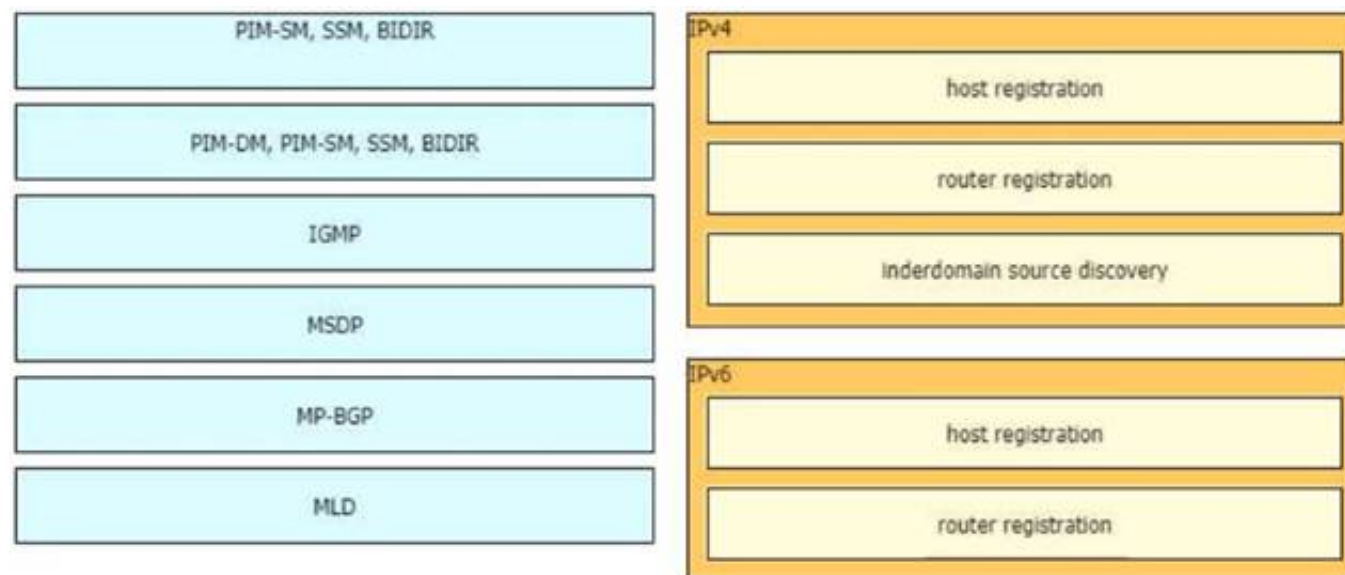 PIM-SM, SSM, BIDIR
PIM-DM, PIM-SM, SSM, BIDIR
IGMP
MSDP
MP-BGP
MLD
IPv4
host registration
router registration
Inderdomain source discovery
IPv6
host registration
router registration